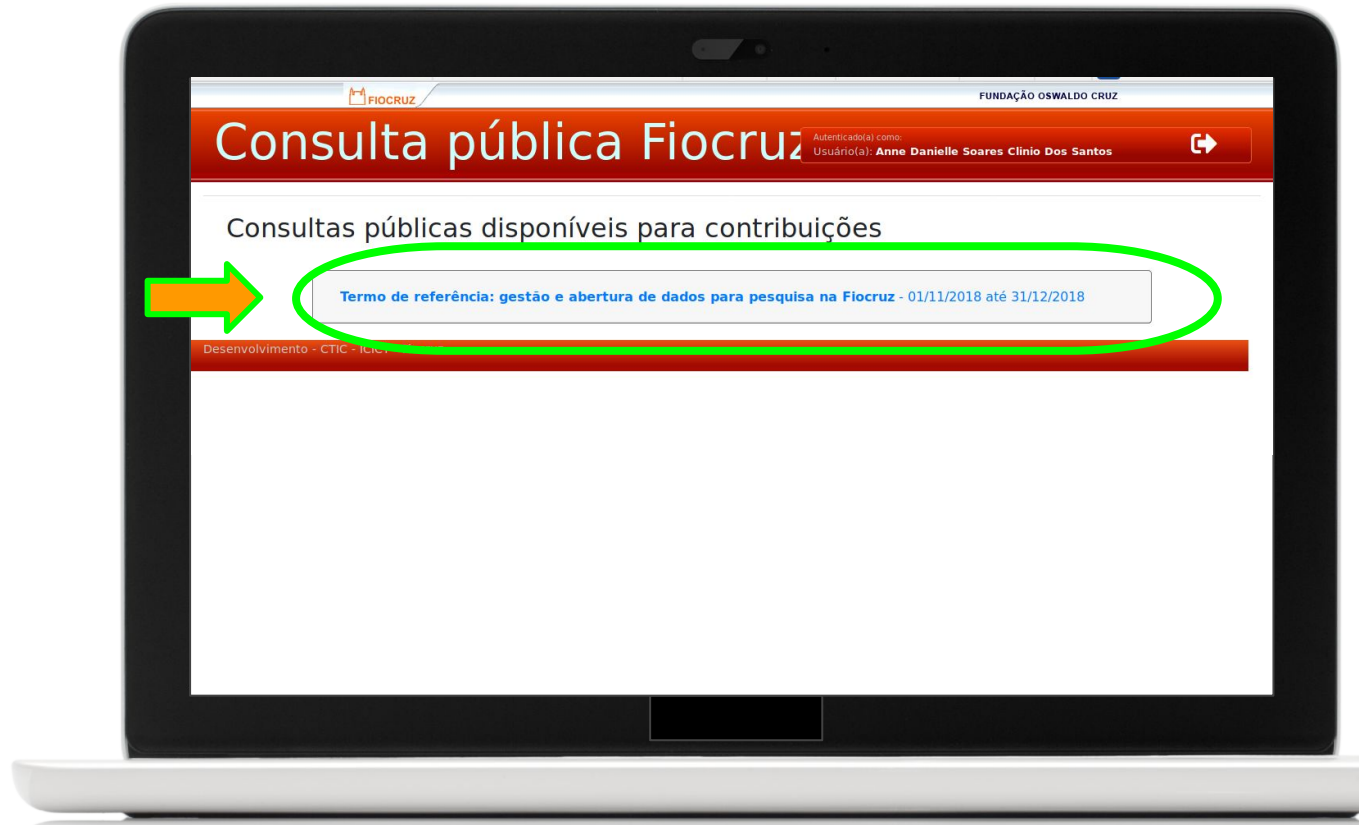 FIOCRUZ
FUNDAÇÃO OSWALDO CRUZ
Consulta pública Fiocruz
Autenticado(a) como:
Usuário(a): Anne Danielle Soares Clinio Dos Santos
Consultas públicas disponíveis para contribuições
Termo de referência: gestão e abertura de dados para pesquisa na Fiocruz - 01/11/2018 até 31/12/2018
Desenvolvimento - CTIC -